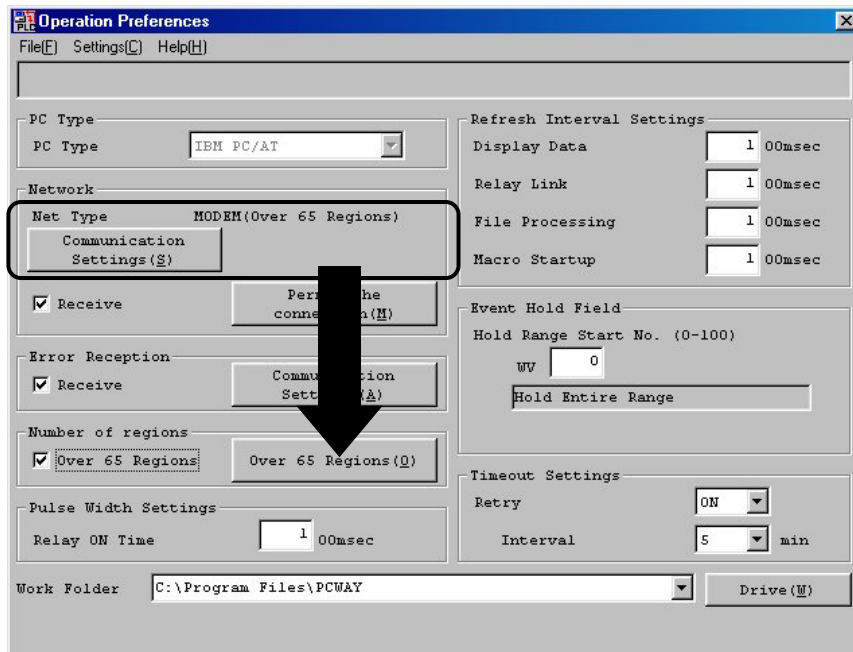 Operation Preferences
File(F) Settings(C) Help(H)
PC Type
PC Type IBM PC/AT
Network
Net Type MODEM(Over 65 Regions)
Communication
Settings(S)
Receive
Error Reception
Receive
Number of regions
Over 65 Regions Over 65 Regions(O)
Pulse Width Settings
Relay ON Time 1 00msec
Refresh Interval Settings
Display Data 1 00msec
Relay Link 1 00msec
File Processing 1 00msec
Macro Startup 1 00msec
Event Hold Field
Hold Range Start No. (0-100)
WV 0
Hold Entire Range
Timeout Settings
Retry ON
Interval 5 min
Work Folder C:\Program Files\PCWAY Drive(W)